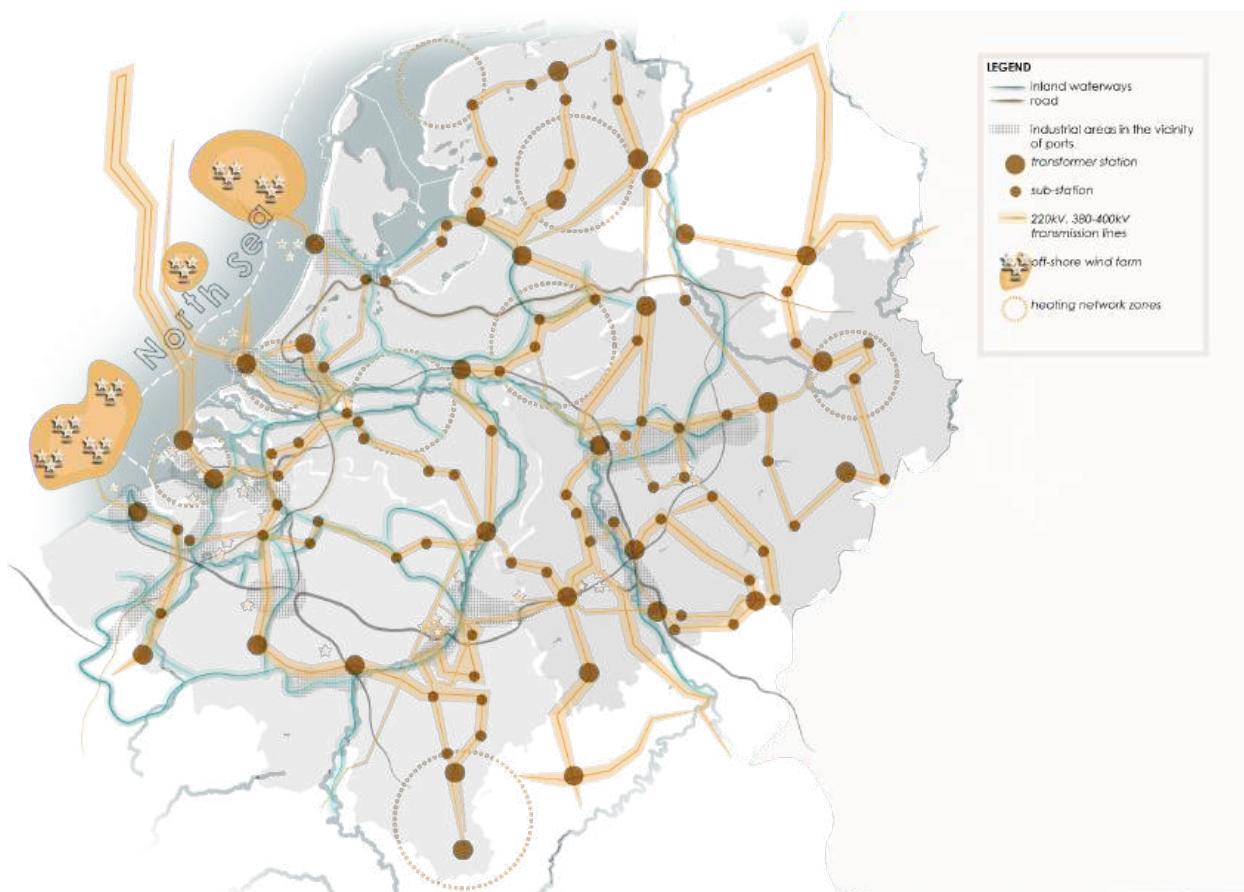 North Sea
LEGEND
inland waterways
road
industrial areas in the vicinity
of ports
transformer station
sub-station
220kV, 380-400kV
transmission lines
off-shore wind farm
heating network zones